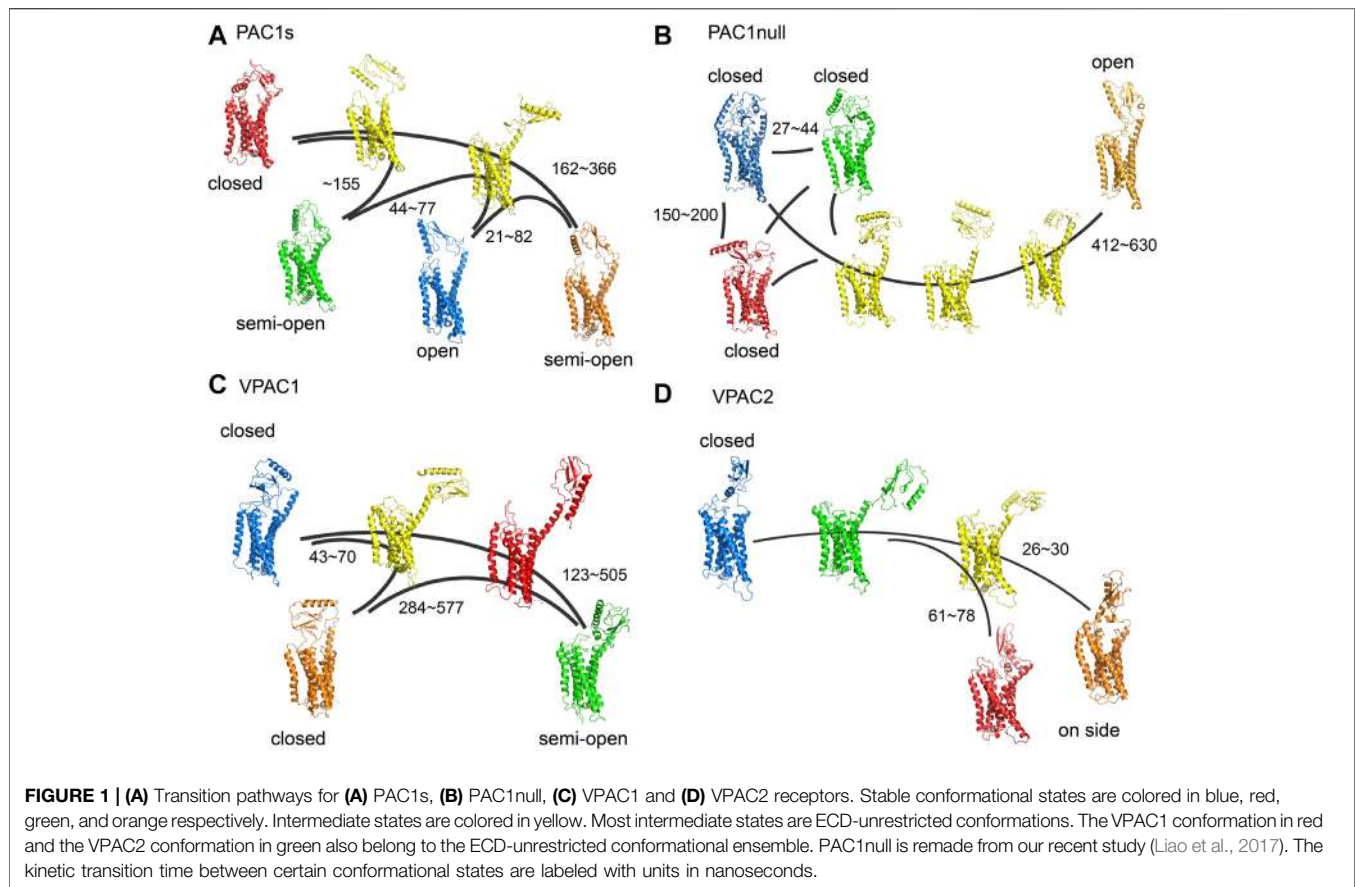 A PAC1s
closed
~155
44~77
162~366
21~82
semi-open
open
semi-open
B PAC1null
closed
closed
open
27~44
150~200
412~630
closed
C VPAC1
closed
43~70
123~505
284~577
closed
semi-open
D VPAC2
closed
26~30
61~78
on side
FIGURE 1 | (A) Transition pathways for (A) PAC1s, (B) PAC1null, (C) VPAC1 and (D) VPAC2 receptors. Stable conformational states are colored in blue, red,
green, and orange respectively. Intermediate states are colored in yellow. Most intermediate states are ECD-unrestricted conformations. The VPAC1 conformation in red
and the VPAC2 conformation in green also belong to the ECD-unrestricted conformational ensemble. PAC1null is remade from our recent study (Liao et al., 2017). The
kinetic transition time between certain conformational states are labeled with units in nanoseconds.